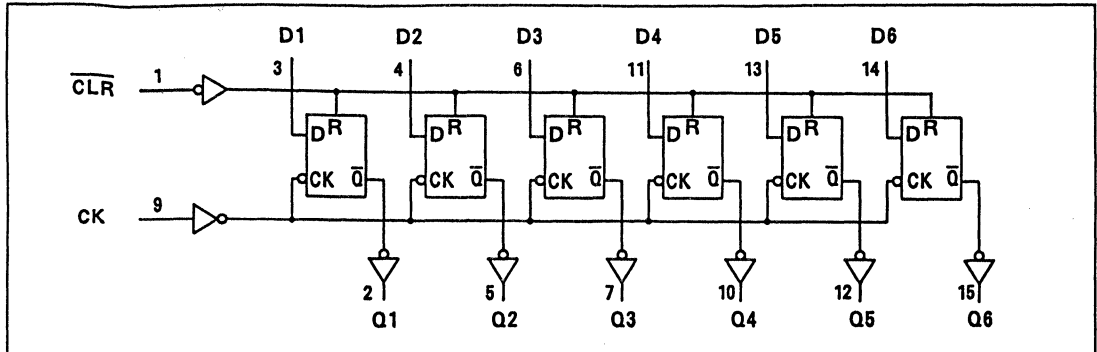 D1 D2 D3 D4 D5 D6
3 4 6 11 13 14
C̅L̅R̅ 1
D R D R D R D R D R D R
CK Q̅ CK Q̅ CK Q̅ CK Q̅ CK Q̅ CK Q̅
CK 9
2 5 7 10 12 15
Q1 Q2 Q3 Q4 Q5 Q6